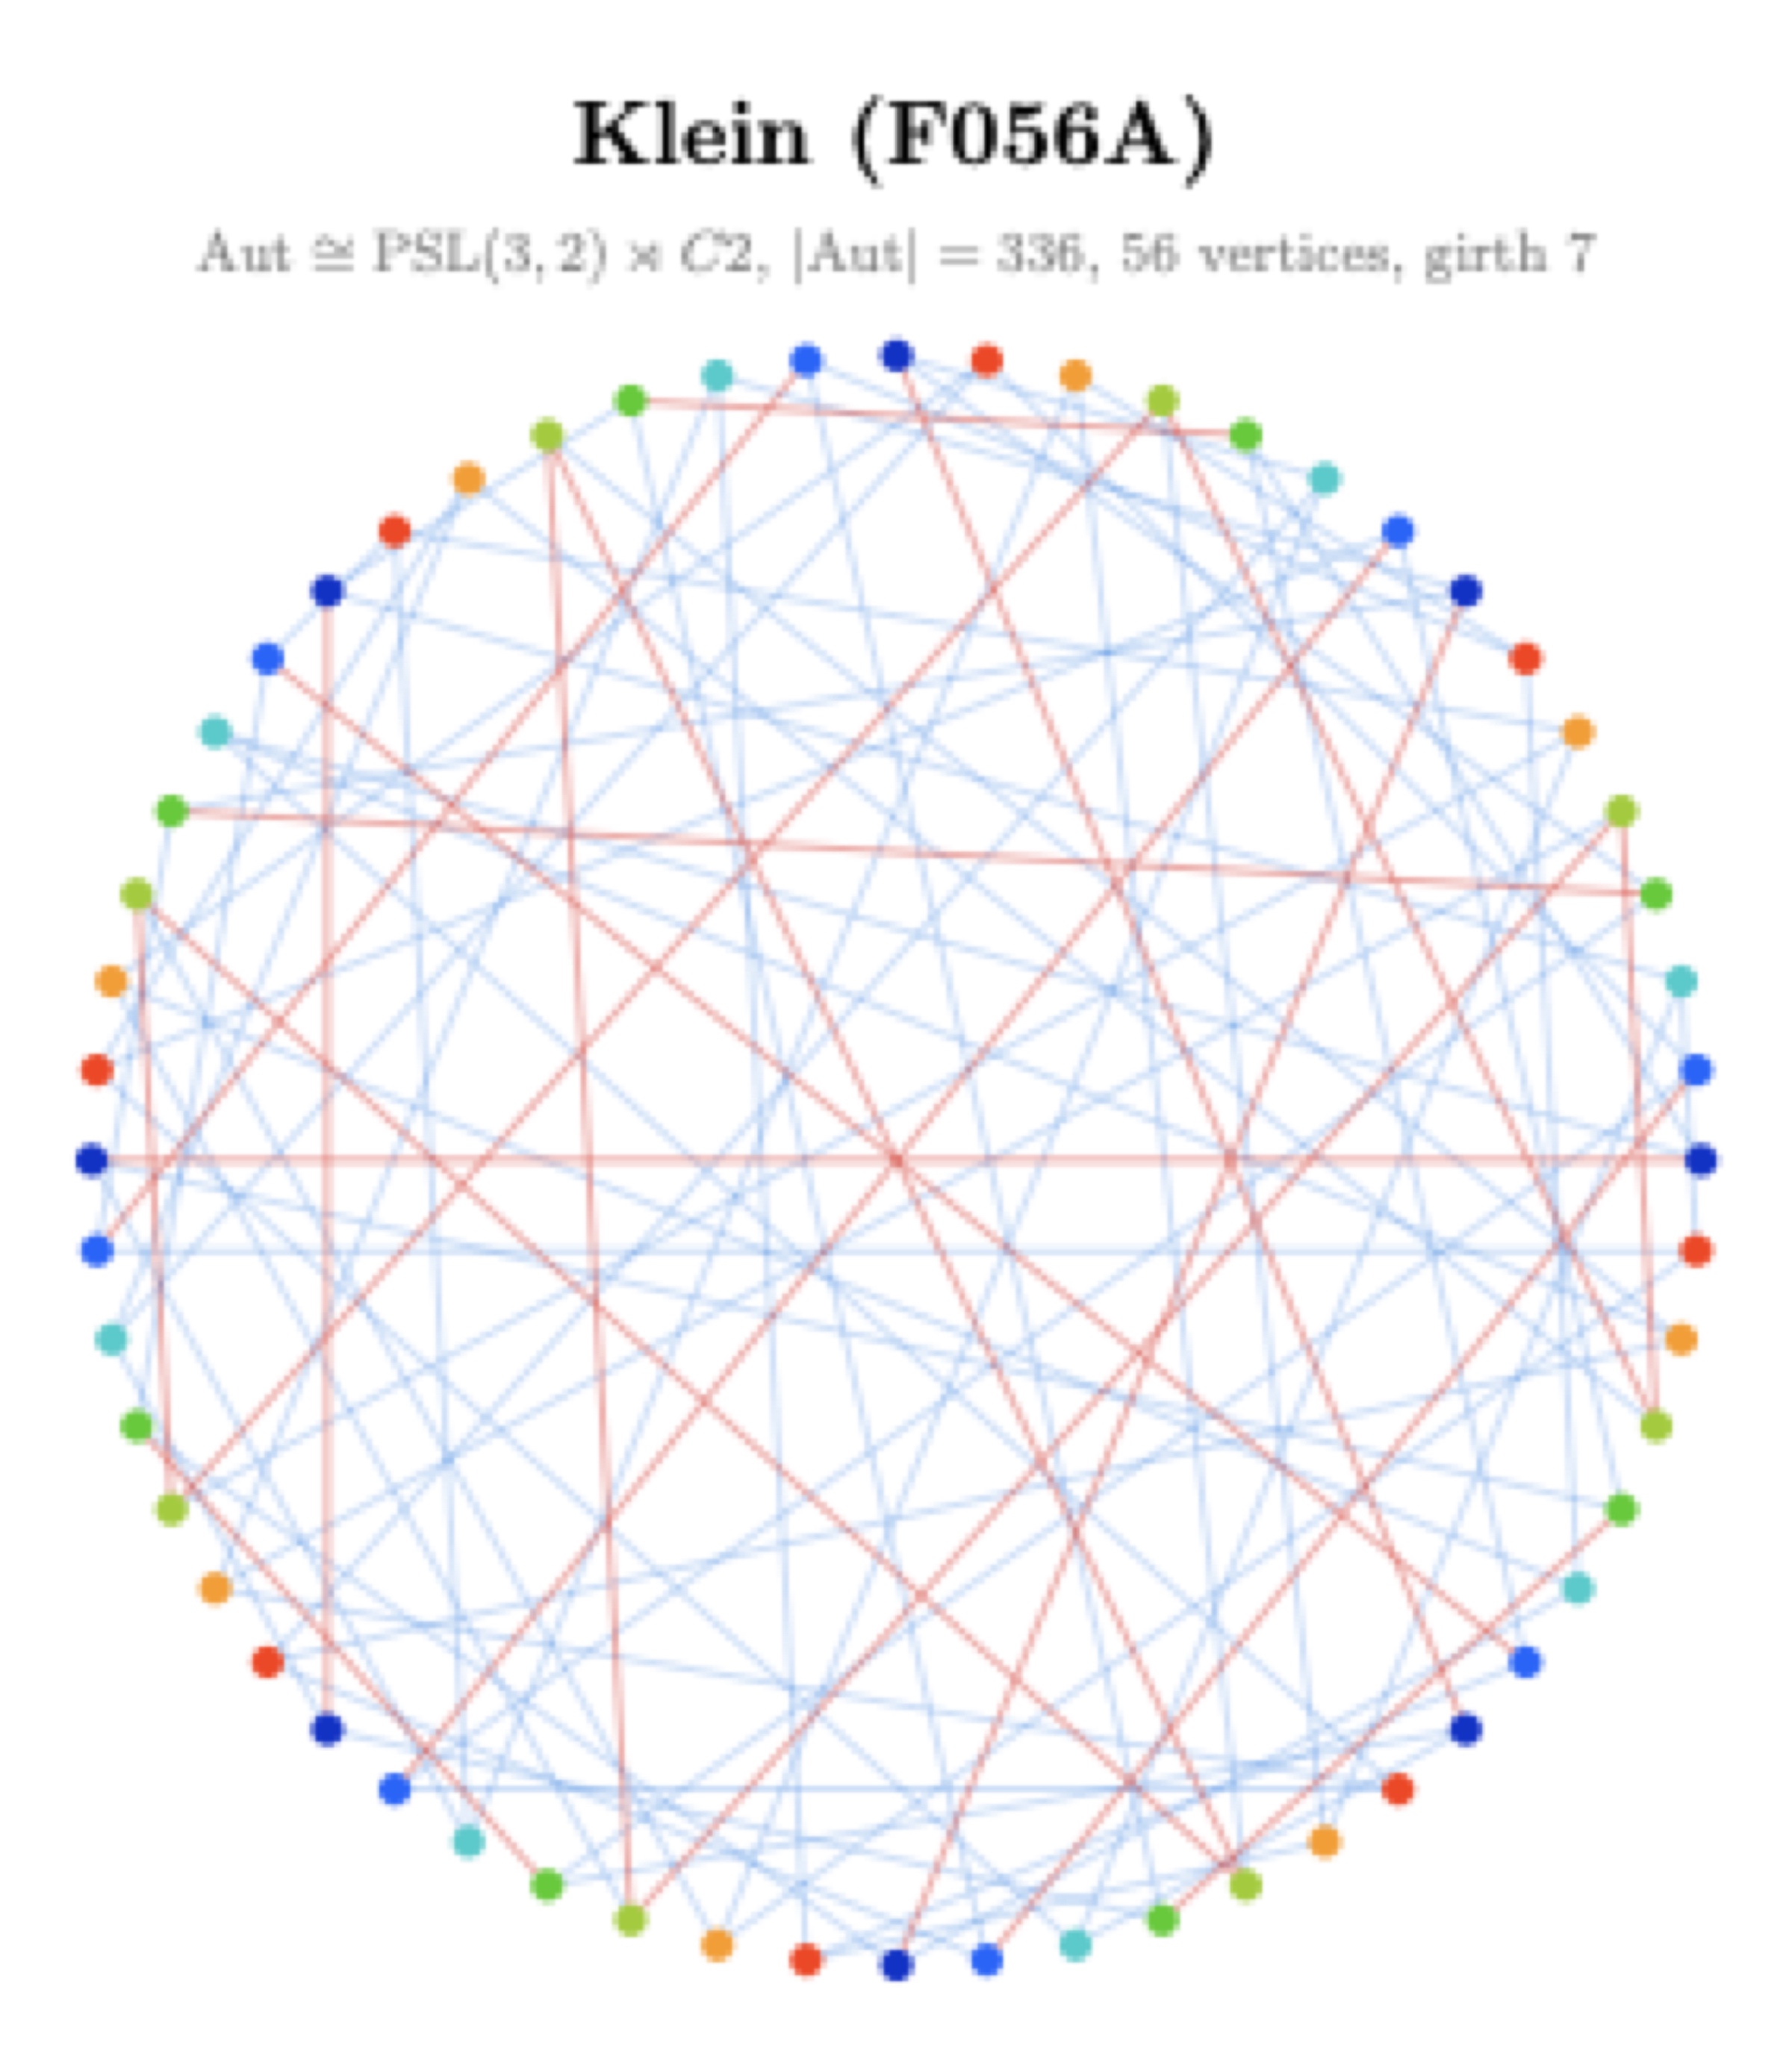 Klein (F056A)
Aut ≅ PSL(3, 2) ⋊ C2, |Aut| = 336, 56 vertices, girth 7